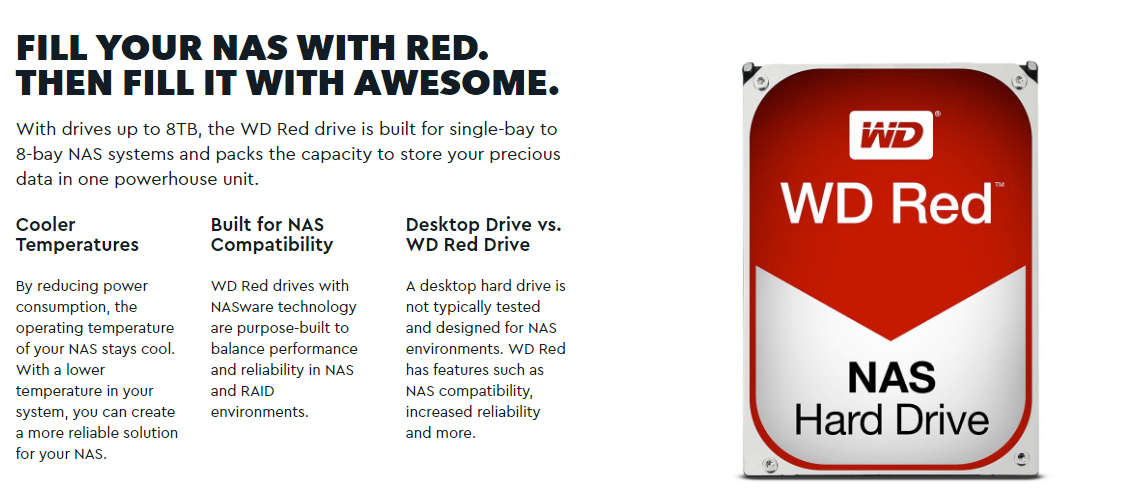 FILL YOUR NAS WITH RED.
THEN FILL IT WITH AWESOME.
With drives up to 8TB, the WD Red drive is built for single-bay to
8-bay NAS systems and packs the capacity to store your precious
data in one powerhouse unit.
Cooler
Temperatures
By reducing power
consumption, the
operating temperature
of your NAS stays cool.
With a lower
temperature in your
system, you can create
a more reliable solution
for your NAS.
Built for NAS
Compatibility
WD Red drives with
NASware technology
are purpose-built to
balance performance
and reliability in NAS
and RAID
environments.
Desktop Drive vs.
WD Red Drive
A desktop hard drive is
not typically tested
and designed for NAS
environments. WD Red
has features such as
NAS compatibility,
increased reliability
and more.
WD®
WD Red™
NAS
Hard Drive